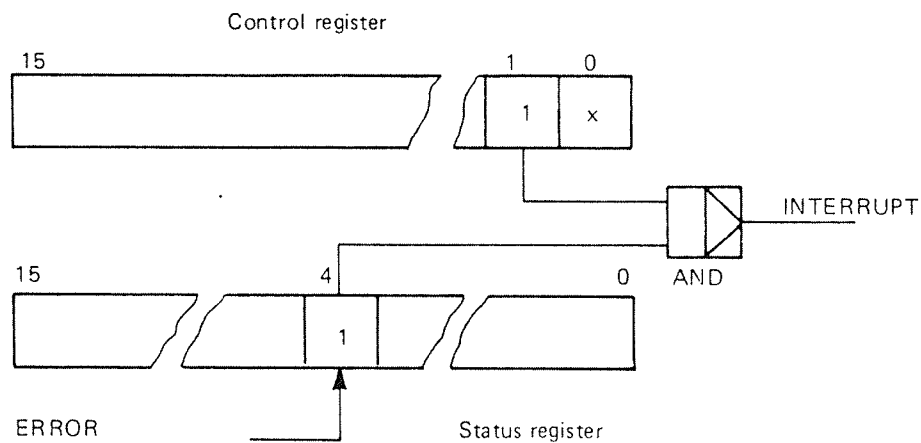 Control register
15 1 0
1 x
INTERRUPT
AND
15 4 0
1
ERROR Status register